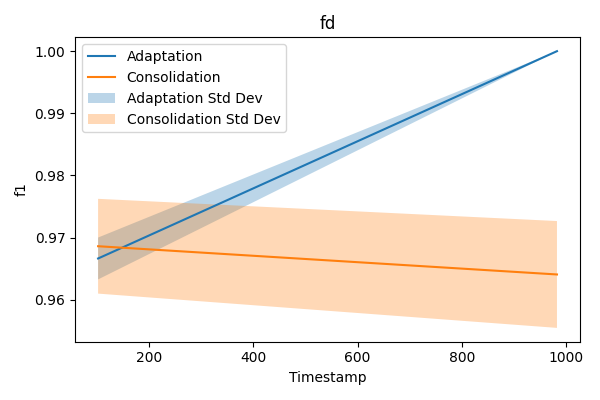 fd
Adaptation
Consolidation
Adaptation Std Dev
Consolidation Std Dev
f1
1.00
0.99
0.98
0.97
0.96
200
400
600
800
1000
Timestamp